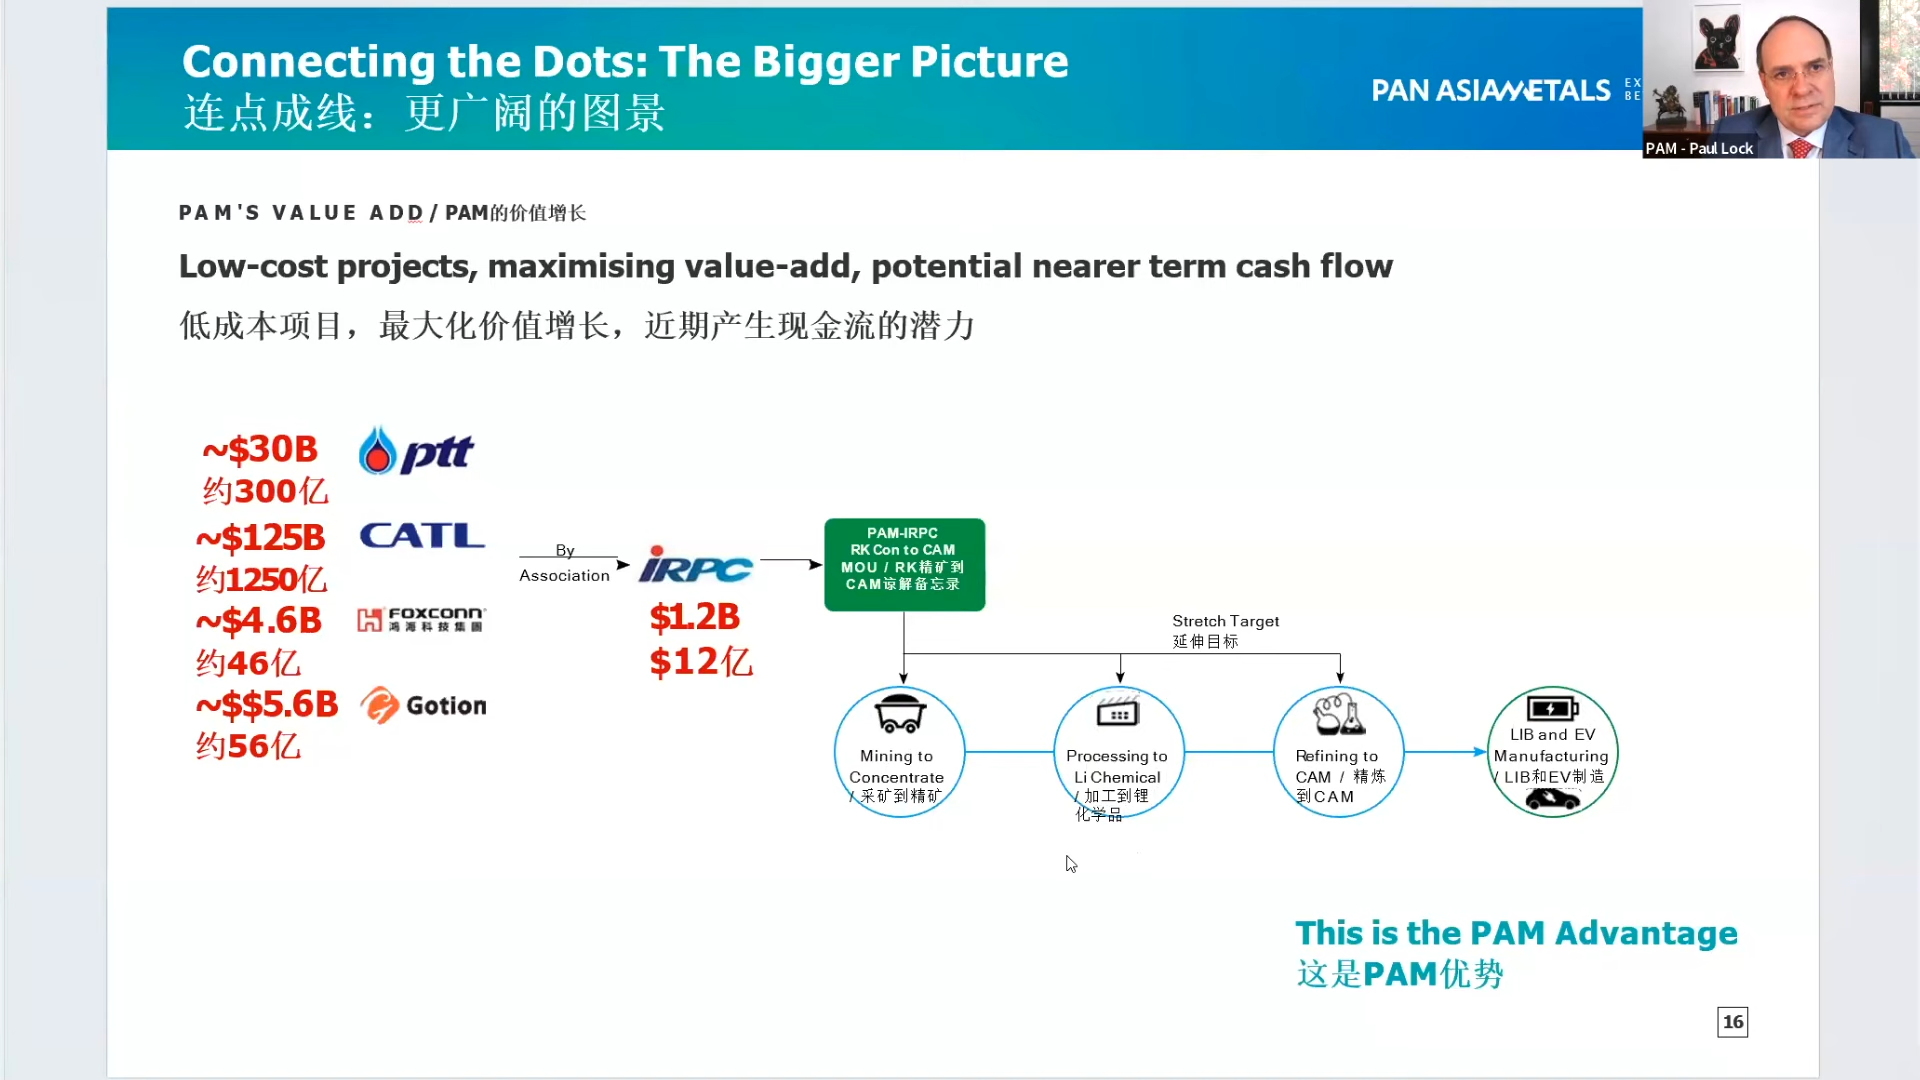 Connecting the Dots: The Bigger Picture
连点成线：更广阔的图景
PAN ASIA METALS
EX
BE
PAM - Paul Lock
PAM'S VALUE ADD / PAM的价值增长
Low-cost projects, maximising value-add, potential nearer term cash flow
低成本项目，最大化价值增长，近期产生现金流的潜力
~$30B
约300亿
ptt
~$125B
约1250亿
CATL
~$4.6B
约46亿
FOXCONN
鸿海科技集团
~$$5.6B
约56亿
Gotion
By
Association
IRPC
$1.2B
$12亿
PAM-IRPC
RK Con to CAM
MOU / RK精矿到
CAM谅解备忘录
Stretch Target
延伸目标
Mining to
Concentrate
/ 采矿到精矿
Processing to
Li Chemical
/ 加工到锂
化学品
Refining to
CAM / 精炼
到CAM
LIB and EV
Manufacturing
/ LIB和EV制造
This is the PAM Advantage
这是PAM优势
16